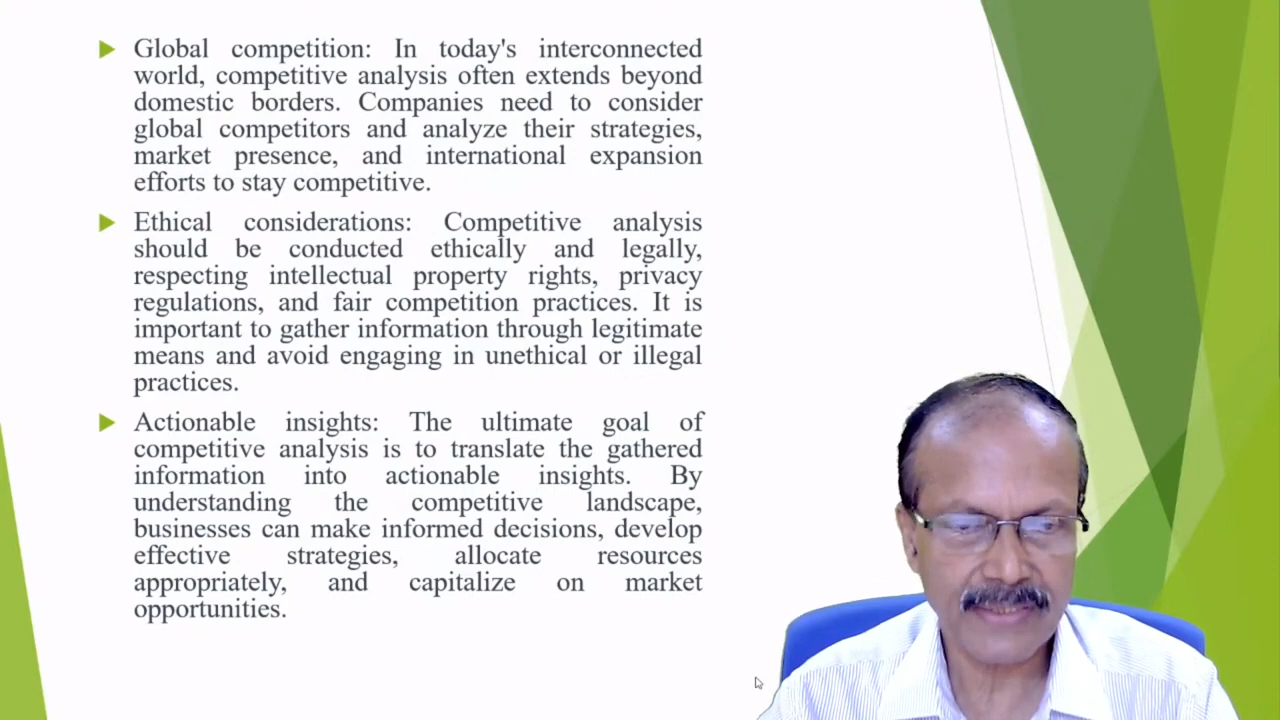 Global competition: In today's interconnected
world, competitive analysis often extends beyond
domestic borders. Companies need to consider
global competitors and analyze their strategies,
market presence, and international expansion
efforts to stay competitive.
Ethical considerations: Competitive analysis
should be conducted ethically and legally,
respecting intellectual property rights, privacy
regulations, and fair competition practices. It is
important to gather information through legitimate
means and avoid engaging in unethical or illegal
practices.
Actionable insights: The ultimate goal of
competitive analysis is to translate the gathered
information into actionable insights. By
understanding the competitive landscape,
businesses can make informed decisions, develop
effective strategies, allocate resources
appropriately, and capitalize on market
opportunities.